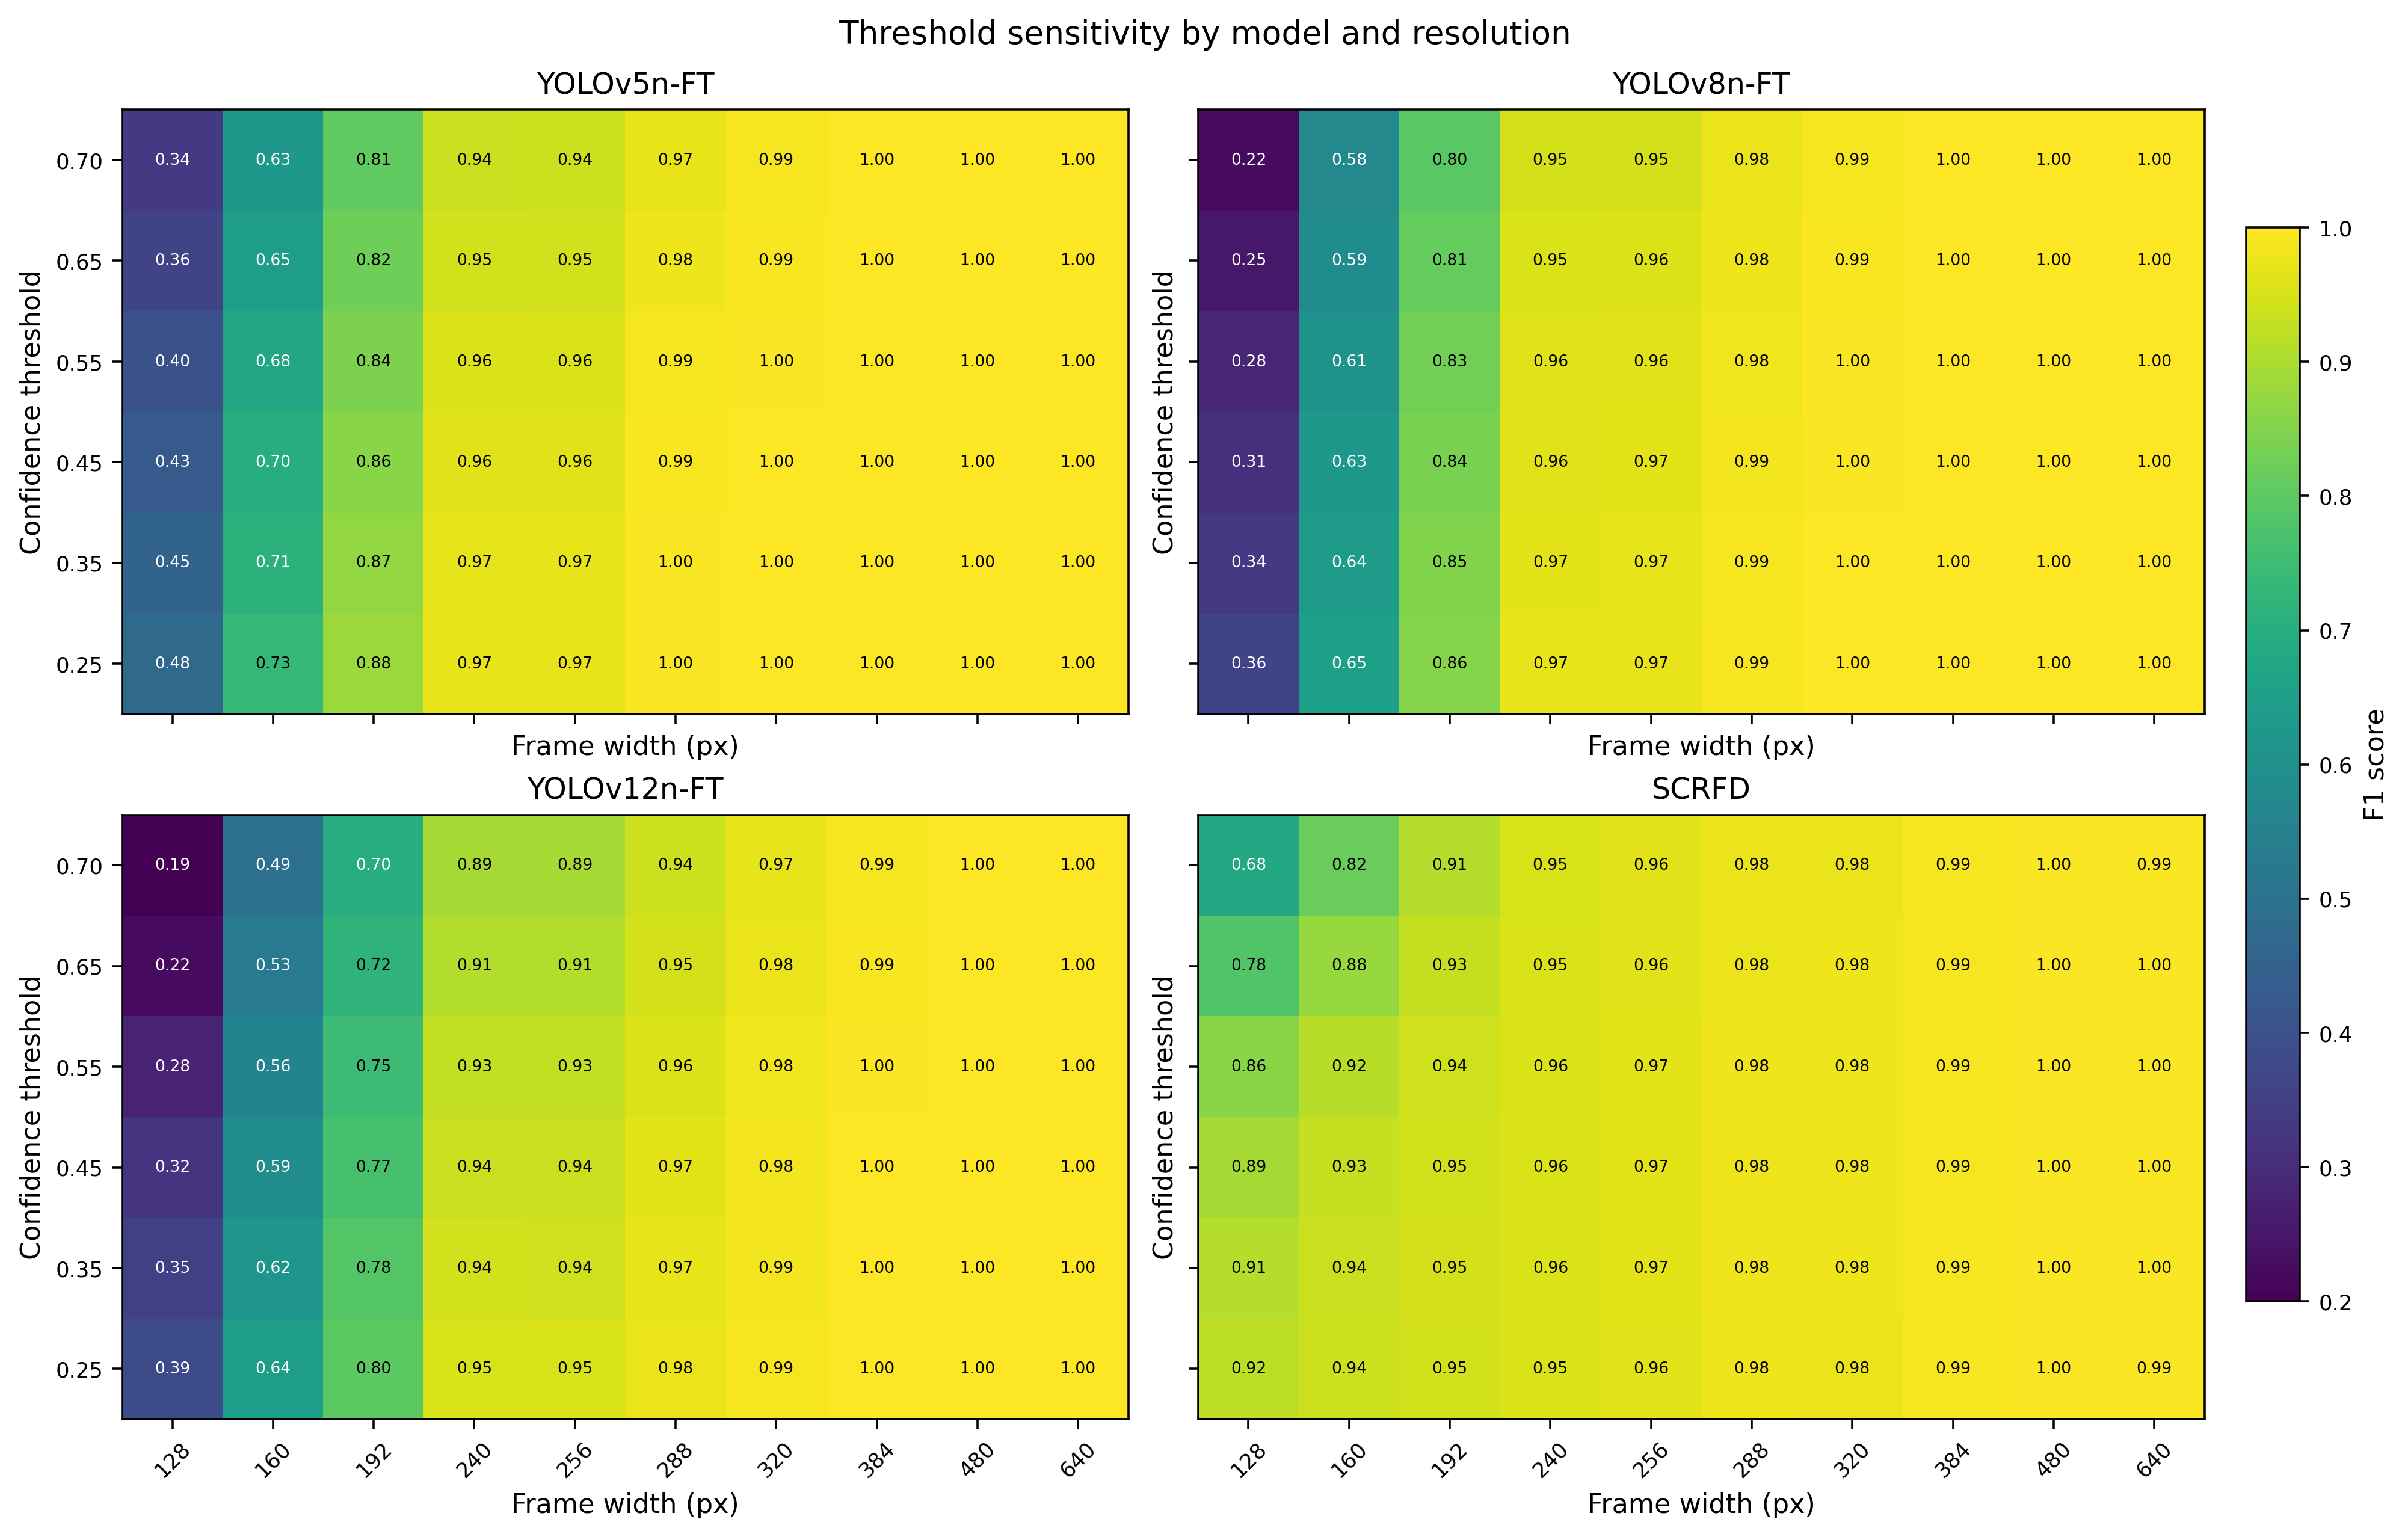 Threshold sensitivity by model and resolution
YOLOv5n-FT
Confidence threshold
0.70 0.34 0.63 0.81 0.94 0.94 0.97 0.99 1.00 1.00 1.00
0.65 0.36 0.65 0.82 0.95 0.95 0.98 0.99 1.00 1.00 1.00
0.55 0.40 0.68 0.84 0.96 0.96 0.99 1.00 1.00 1.00 1.00
0.45 0.43 0.70 0.86 0.96 0.96 0.99 1.00 1.00 1.00 1.00
0.35 0.45 0.71 0.87 0.97 0.97 1.00 1.00 1.00 1.00 1.00
0.25 0.48 0.73 0.88 0.97 0.97 1.00 1.00 1.00 1.00 1.00
Frame width (px)
YOLOv8n-FT
Confidence threshold
0.22 0.58 0.80 0.95 0.95 0.98 0.99 1.00 1.00 1.00
0.25 0.59 0.81 0.95 0.96 0.98 0.99 1.00 1.00 1.00
0.28 0.61 0.83 0.96 0.96 0.98 1.00 1.00 1.00 1.00
0.31 0.63 0.84 0.96 0.97 0.99 1.00 1.00 1.00 1.00
0.34 0.64 0.85 0.97 0.97 0.99 1.00 1.00 1.00 1.00
0.36 0.65 0.86 0.97 0.97 0.99 1.00 1.00 1.00 1.00
Frame width (px)
YOLOv12n-FT
Confidence threshold
0.70 0.19 0.49 0.70 0.89 0.89 0.94 0.97 0.99 1.00 1.00
0.65 0.22 0.53 0.72 0.91 0.91 0.95 0.98 0.99 1.00 1.00
0.55 0.28 0.56 0.75 0.93 0.93 0.96 0.98 1.00 1.00 1.00
0.45 0.32 0.59 0.77 0.94 0.94 0.97 0.98 1.00 1.00 1.00
0.35 0.35 0.62 0.78 0.94 0.94 0.97 0.99 1.00 1.00 1.00
0.25 0.39 0.64 0.80 0.95 0.95 0.98 0.99 1.00 1.00 1.00
128 160 192 240 256 288 320 384 480 640
Frame width (px)
SCRFD
Confidence threshold
0.68 0.82 0.91 0.95 0.96 0.98 0.98 0.99 1.00 0.99
0.78 0.88 0.93 0.95 0.96 0.98 0.98 0.99 1.00 1.00
0.86 0.92 0.94 0.96 0.97 0.98 0.98 0.99 1.00 1.00
0.89 0.93 0.95 0.96 0.97 0.98 0.98 0.99 1.00 1.00
0.91 0.94 0.95 0.96 0.97 0.98 0.98 0.99 1.00 1.00
0.92 0.94 0.95 0.95 0.96 0.98 0.98 0.99 1.00 0.99
128 160 192 240 256 288 320 384 480 640
Frame width (px)
1.0
0.9
0.8
0.7
0.6
0.5
0.4
0.3
0.2
F1 score